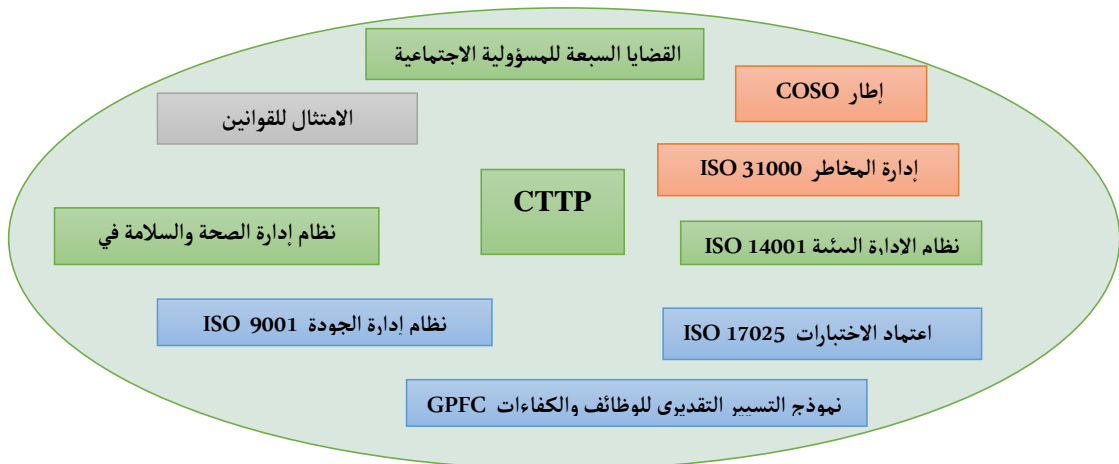 القضايا السبعة للمسؤولية الاجتماعية
إطار COSO
الامتثال للقوانين
إدارة المخاطر ISO 31000
CTTP
نظام إدارة الصحة والسلامة في
نظام الادارة البيئية ISO 14001
نظام إدارة الجودة ISO 9001
اعتماد الاختبارات ISO 17025
نموذج التسيير التقديري للوظائف والكفاءات GPFC